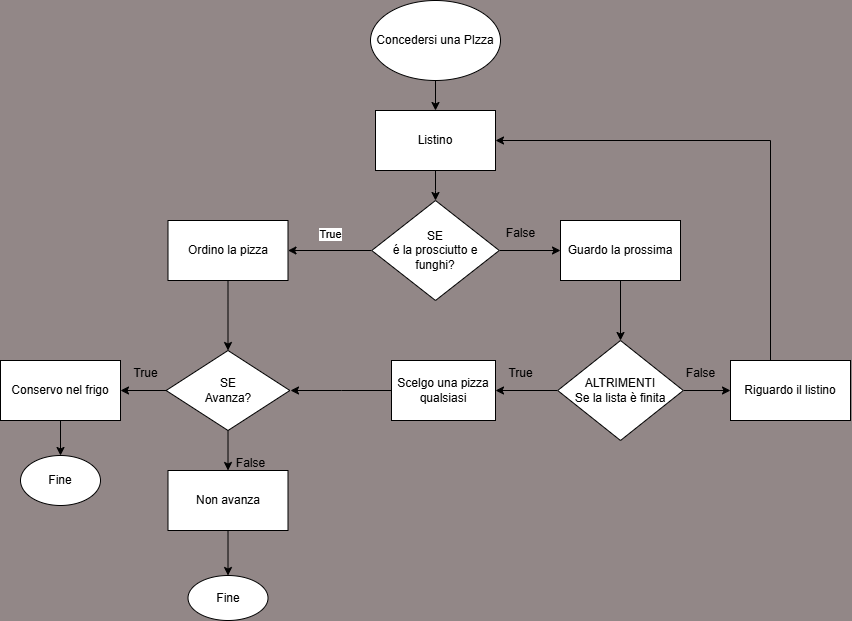 Concedersi una PIzza
Listino
True
SE
é la prosciutto e
funghi?
False
Ordino la pizza
Guardo la prossima
Conservo nel frigo
True
SE
Avanza?
Scelgo una pizza
qualsiasi
True
ALTRIMENTI
Se la lista è finita
False
Riguardo il listino
False
Fine
Non avanza
Fine